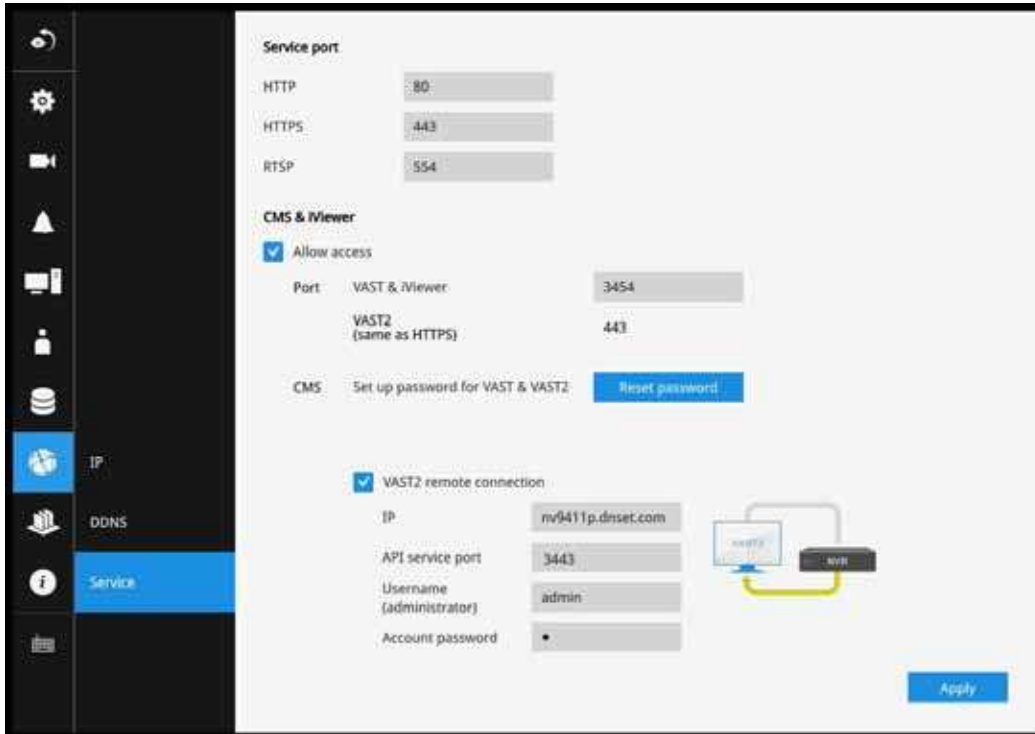 Service port
HTTP 80
HTTPS 443
RTSP 554
CMS & iViewer
Allow access
Port VAST & iViewer 3454
VAST2
(same as HTTPS) 443
CMS Set up password for VAST & VAST2 Reset password
IP
VAST2 remote connection
IP nv9411p.dnset.com
DDNS
API service port 3443
Service
Username
(administrator) admin
Account password •
VAST2
NVR
Apply